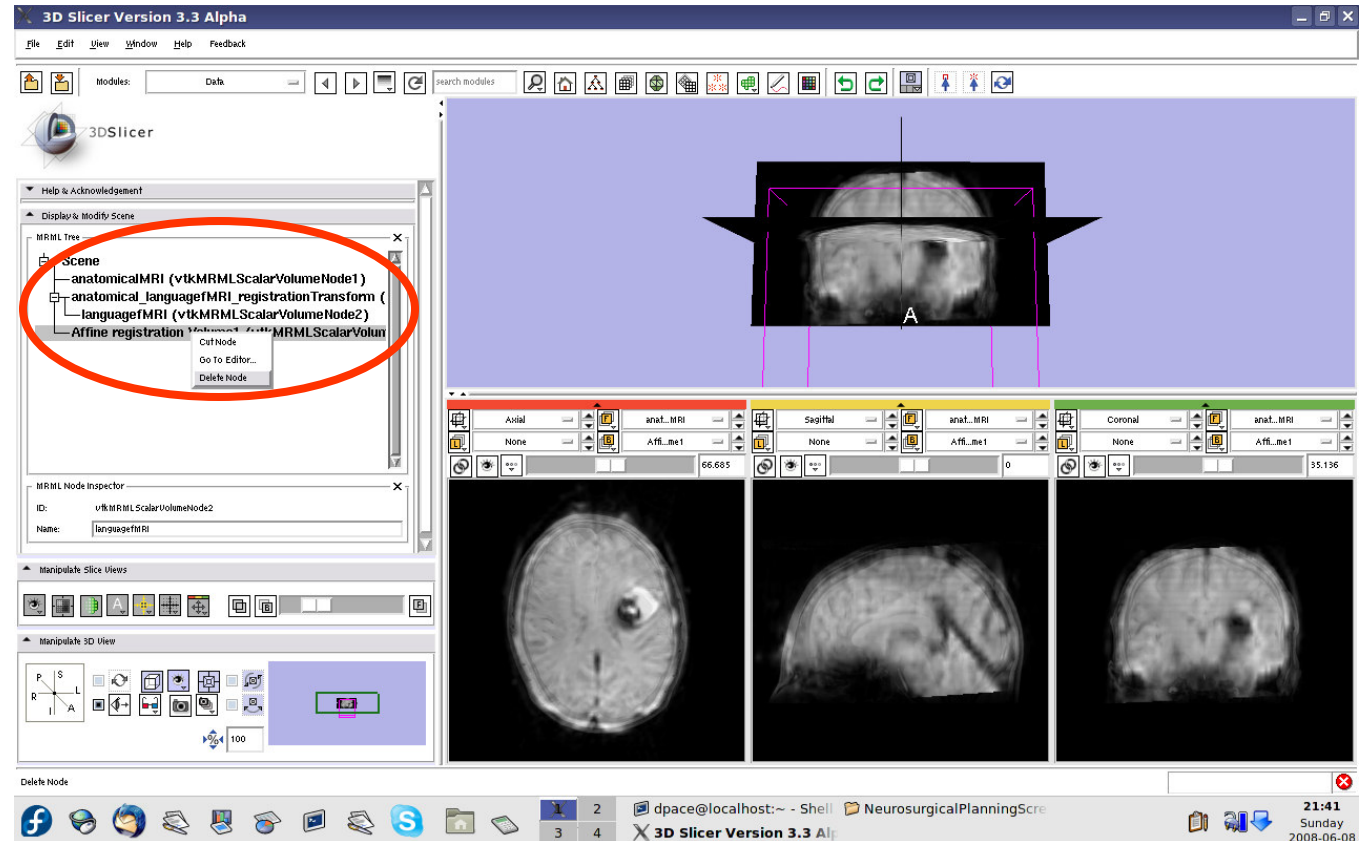 3D Slicer Version 3.3 Alpha
File Edit View Window Help Feedback
Modules: Data search modules
3DSlicer
Help & Acknowledgement
Display & Modify Scene
MRML Tree
Scene
anatomicalMRI (vtkMRMLScalarVolumeNode1)
anatomical_languagefMRI_registrationTransform (
languagefMRI (vtkMRMLScalarVolumeNode2)
Affine registration Volume1 (vtkMRMLScalarVolun
Cut Node
Go To Editor...
Delete Node
MRML Node Inspector
ID: vtkMRMLScalarVolumeNode2
Name: languagefMRI
Manipulate Slice Views
A B F
Manipulate 3D View
P S
R L
I A
% 100
A
Axial F anat...MRI
L None B Affi...me1
66.685
Sagittal F anat...MRI
L None B Affi...me1
0
Coronal F anat...MRI
L None B Affi...me1
35.136
Delete Node
1 2
3 4
dpace@localhost:~ - Shell
NeurosurgicalPlanningScre
3D Slicer Version 3.3 Alp
21:41
Sunday
2008-06-08